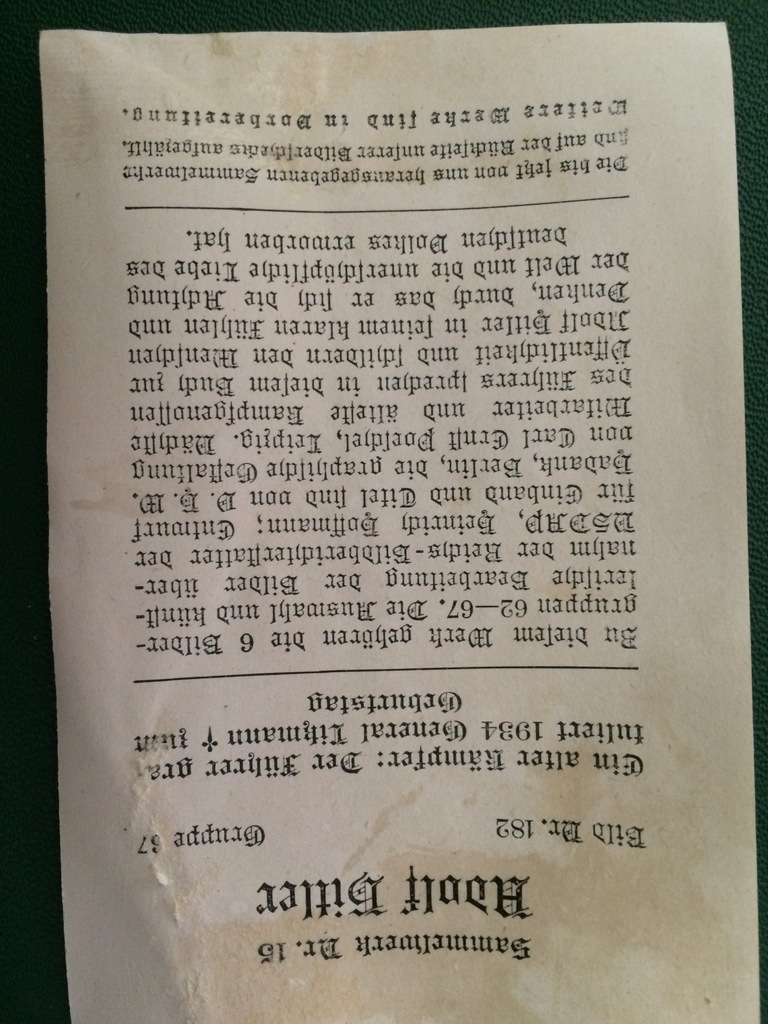 Sammelwerk Nr. 15
Adolf Hitler
Bild Nr. 182 Gruppe 67
Ein alter Kämpfer: Der Führer gra-
tuliert 1934 General Litzmann † zum
Geburtstag
Zu diesem Werk gehören die 6 Bilder-
gruppen 62—67. Die Auswahl und künst-
lerische Bearbeitung der Bilder über-
nahm der Reichs-Bildberichterstatter der
NSDAP, Heinrich Hoffmann; Entwurf
für Einband und Titel sind von O. H. W.
Hadank, Berlin, die graphische Gestaltung
von Carl Ernst Poeschel, Leipzig. Nächste
Mitarbeiter und älteste Kampfgenossen
des Führers sprechen in diesem Buch zur
Öffentlichkeit und schildern den Menschen
Adolf Hitler in seinem klaren Fühlen und
Denken, durch das er sich die Achtung
der Welt und die unerschöpfliche Liebe des
deutschen Volkes erworben hat.
Die bis jetzt von uns herausgegebenen Sammelwerke
sind auf der Rückseite unserer Bilderschecks aufgezählt.
Weitere Werke sind in Vorbereitung.